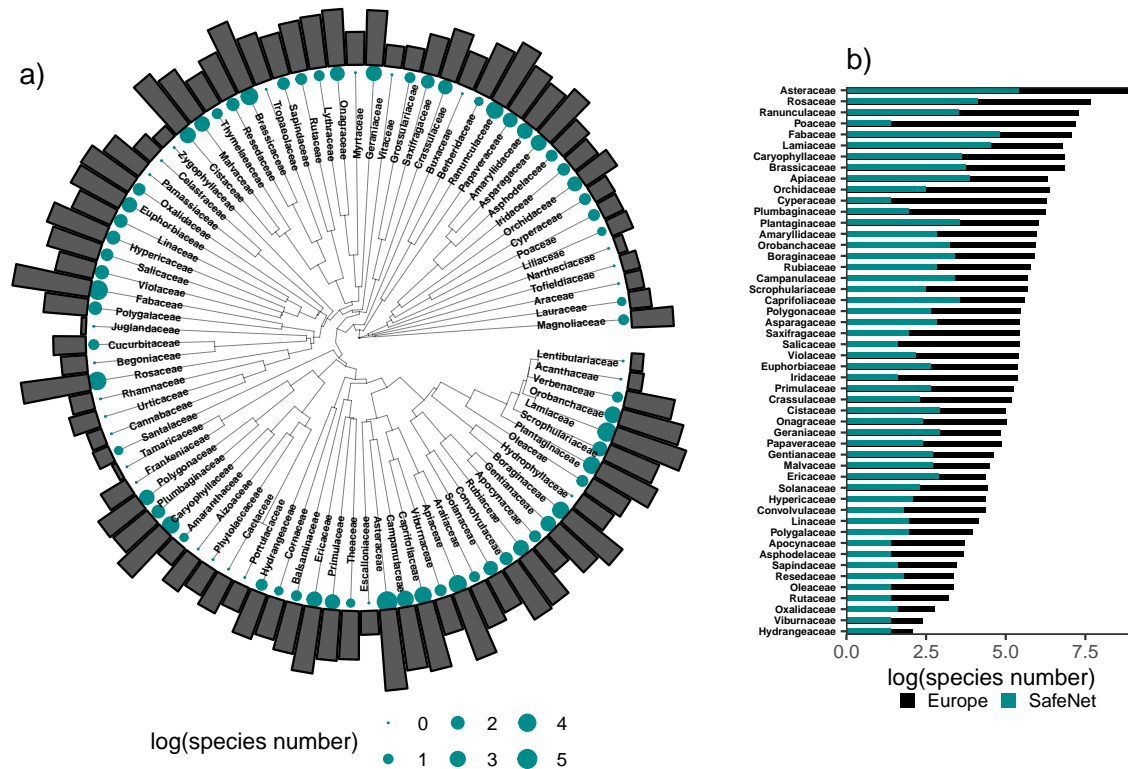 a)
Magnoliaceae
Lauraceae
Araceae
Tofieldiaceae
Nartheciaceae
Liliaceae
Poaceae
Cyperaceae
Orchidaceae
Iridaceae
Asphodelaceae
Asparagaceae
Amaryllidaceae
Papaveraceae
Ranunculaceae
Berberidaceae
Buxaceae
Crassulaceae
Saxifragaceae
Grossulariaceae
Vitaceae
Geraniaceae
Myrtaceae
Onagraceae
Lythraceae
Rutaceae
Sapindaceae
Tropaeolaceae
Brassicaceae
Resedaceae
Thymelaeaceae
Malvaceae
Cistaceae
Zygophyllaceae
Celastraceae
Parnassiaceae
Oxalidaceae
Euphorbiaceae
Linaceae
Hypericaceae
Salicaceae
Violaceae
Fabaceae
Polygalaceae
Juglandaceae
Cucurbitaceae
Begoniaceae
Rosaceae
Rhamnaceae
Urticaceae
Cannabaceae
Santalaceae
Tamaricaceae
Frankeniaceae
Polygonaceae
Plumbaginaceae
Caryophyllaceae
Amaranthaceae
Aizoaceae
Phytolaccaceae
Cactaceae
Portulacaceae
Hydrangeaceae
Cornaceae
Balsaminaceae
Ericaceae
Primulaceae
Theaceae
Escalloniaceae
Asteraceae
Campanulaceae
Caprifoliaceae
Viburnaceae
Apiaceae
Araliaceae
Solanaceae
Convolvulaceae
Rubiaceae
Apocynaceae
Gentianaceae
Boraginaceae
Hydrophyllaceae
Oleaceae
Plantaginaceae
Scrophulariaceae
Lamiaceae
Orobanchaceae
Verbenaceae
Acanthaceae
Lentibulariaceae
log(species number)
0 2 4
1 3 5
b)
Asteraceae
Rosaceae
Ranunculaceae
Poaceae
Fabaceae
Lamiaceae
Caryophyllaceae
Brassicaceae
Apiaceae
Orchidaceae
Cyperaceae
Plumbaginaceae
Plantaginaceae
Amaryllidaceae
Orobanchaceae
Boraginaceae
Rubiaceae
Campanulaceae
Scrophulariaceae
Caprifoliaceae
Polygonaceae
Asparagaceae
Saxifragaceae
Salicaceae
Violaceae
Euphorbiaceae
Iridaceae
Primulaceae
Crassulaceae
Cistaceae
Onagraceae
Geraniaceae
Papaveraceae
Gentianaceae
Malvaceae
Ericaceae
Solanaceae
Hypericaceae
Convolvulaceae
Linaceae
Polygalaceae
Apocynaceae
Asphodelaceae
Sapindaceae
Resedaceae
Oleaceae
Rutaceae
Oxalidaceae
Viburnaceae
Hydrangeaceae
0.0 2.5 5.0 7.5
log(species number)
Europe SafeNet